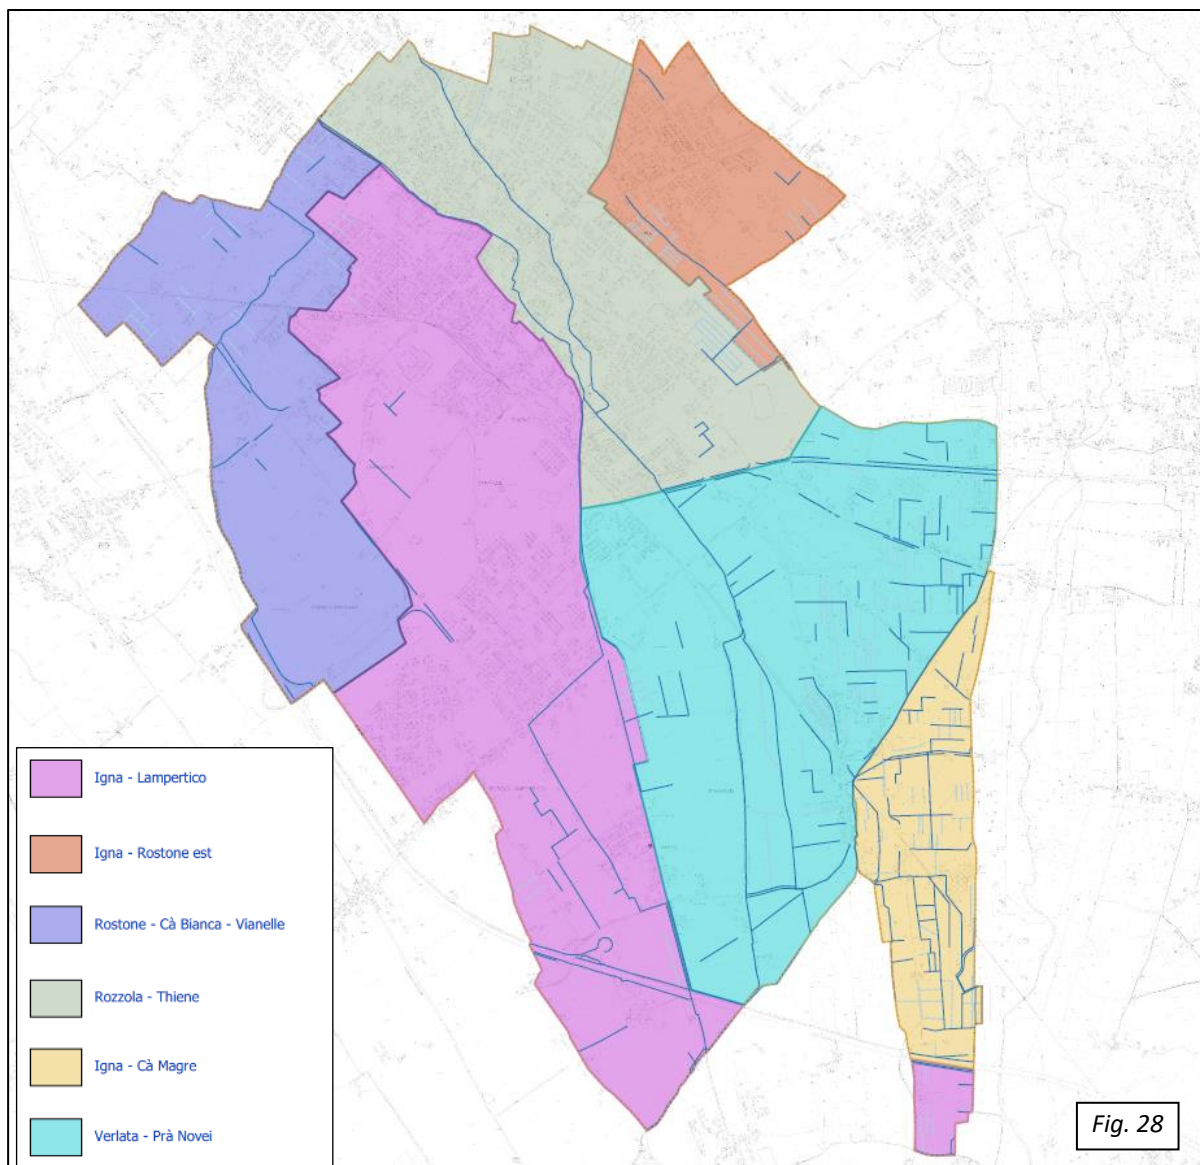 Igna - Lampertico
Igna - Rostone est
Rostone - Cà Bianca - Vianelle
Rozzola - Thiene
Igna - Cà Magre
Verlata - Prà Novei
Fig. 28